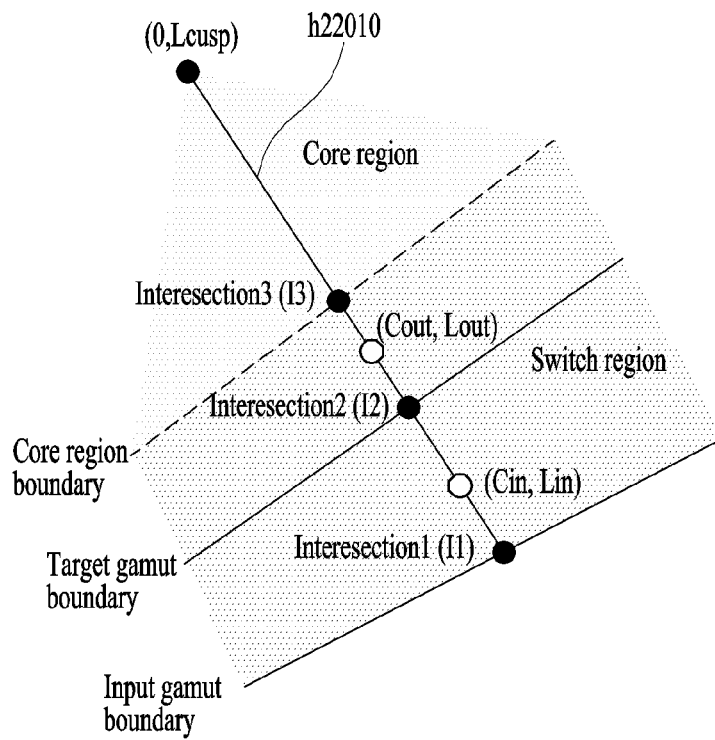 h22010
(0,Lcusp)
Core region
Interesection3 (I3)
(Cout, Lout)
Switch region
Interesection2 (I2)
Core region
boundary
(Cin, Lin)
Interesection1 (I1)
Target gamut
boundary
Input gamut
boundary